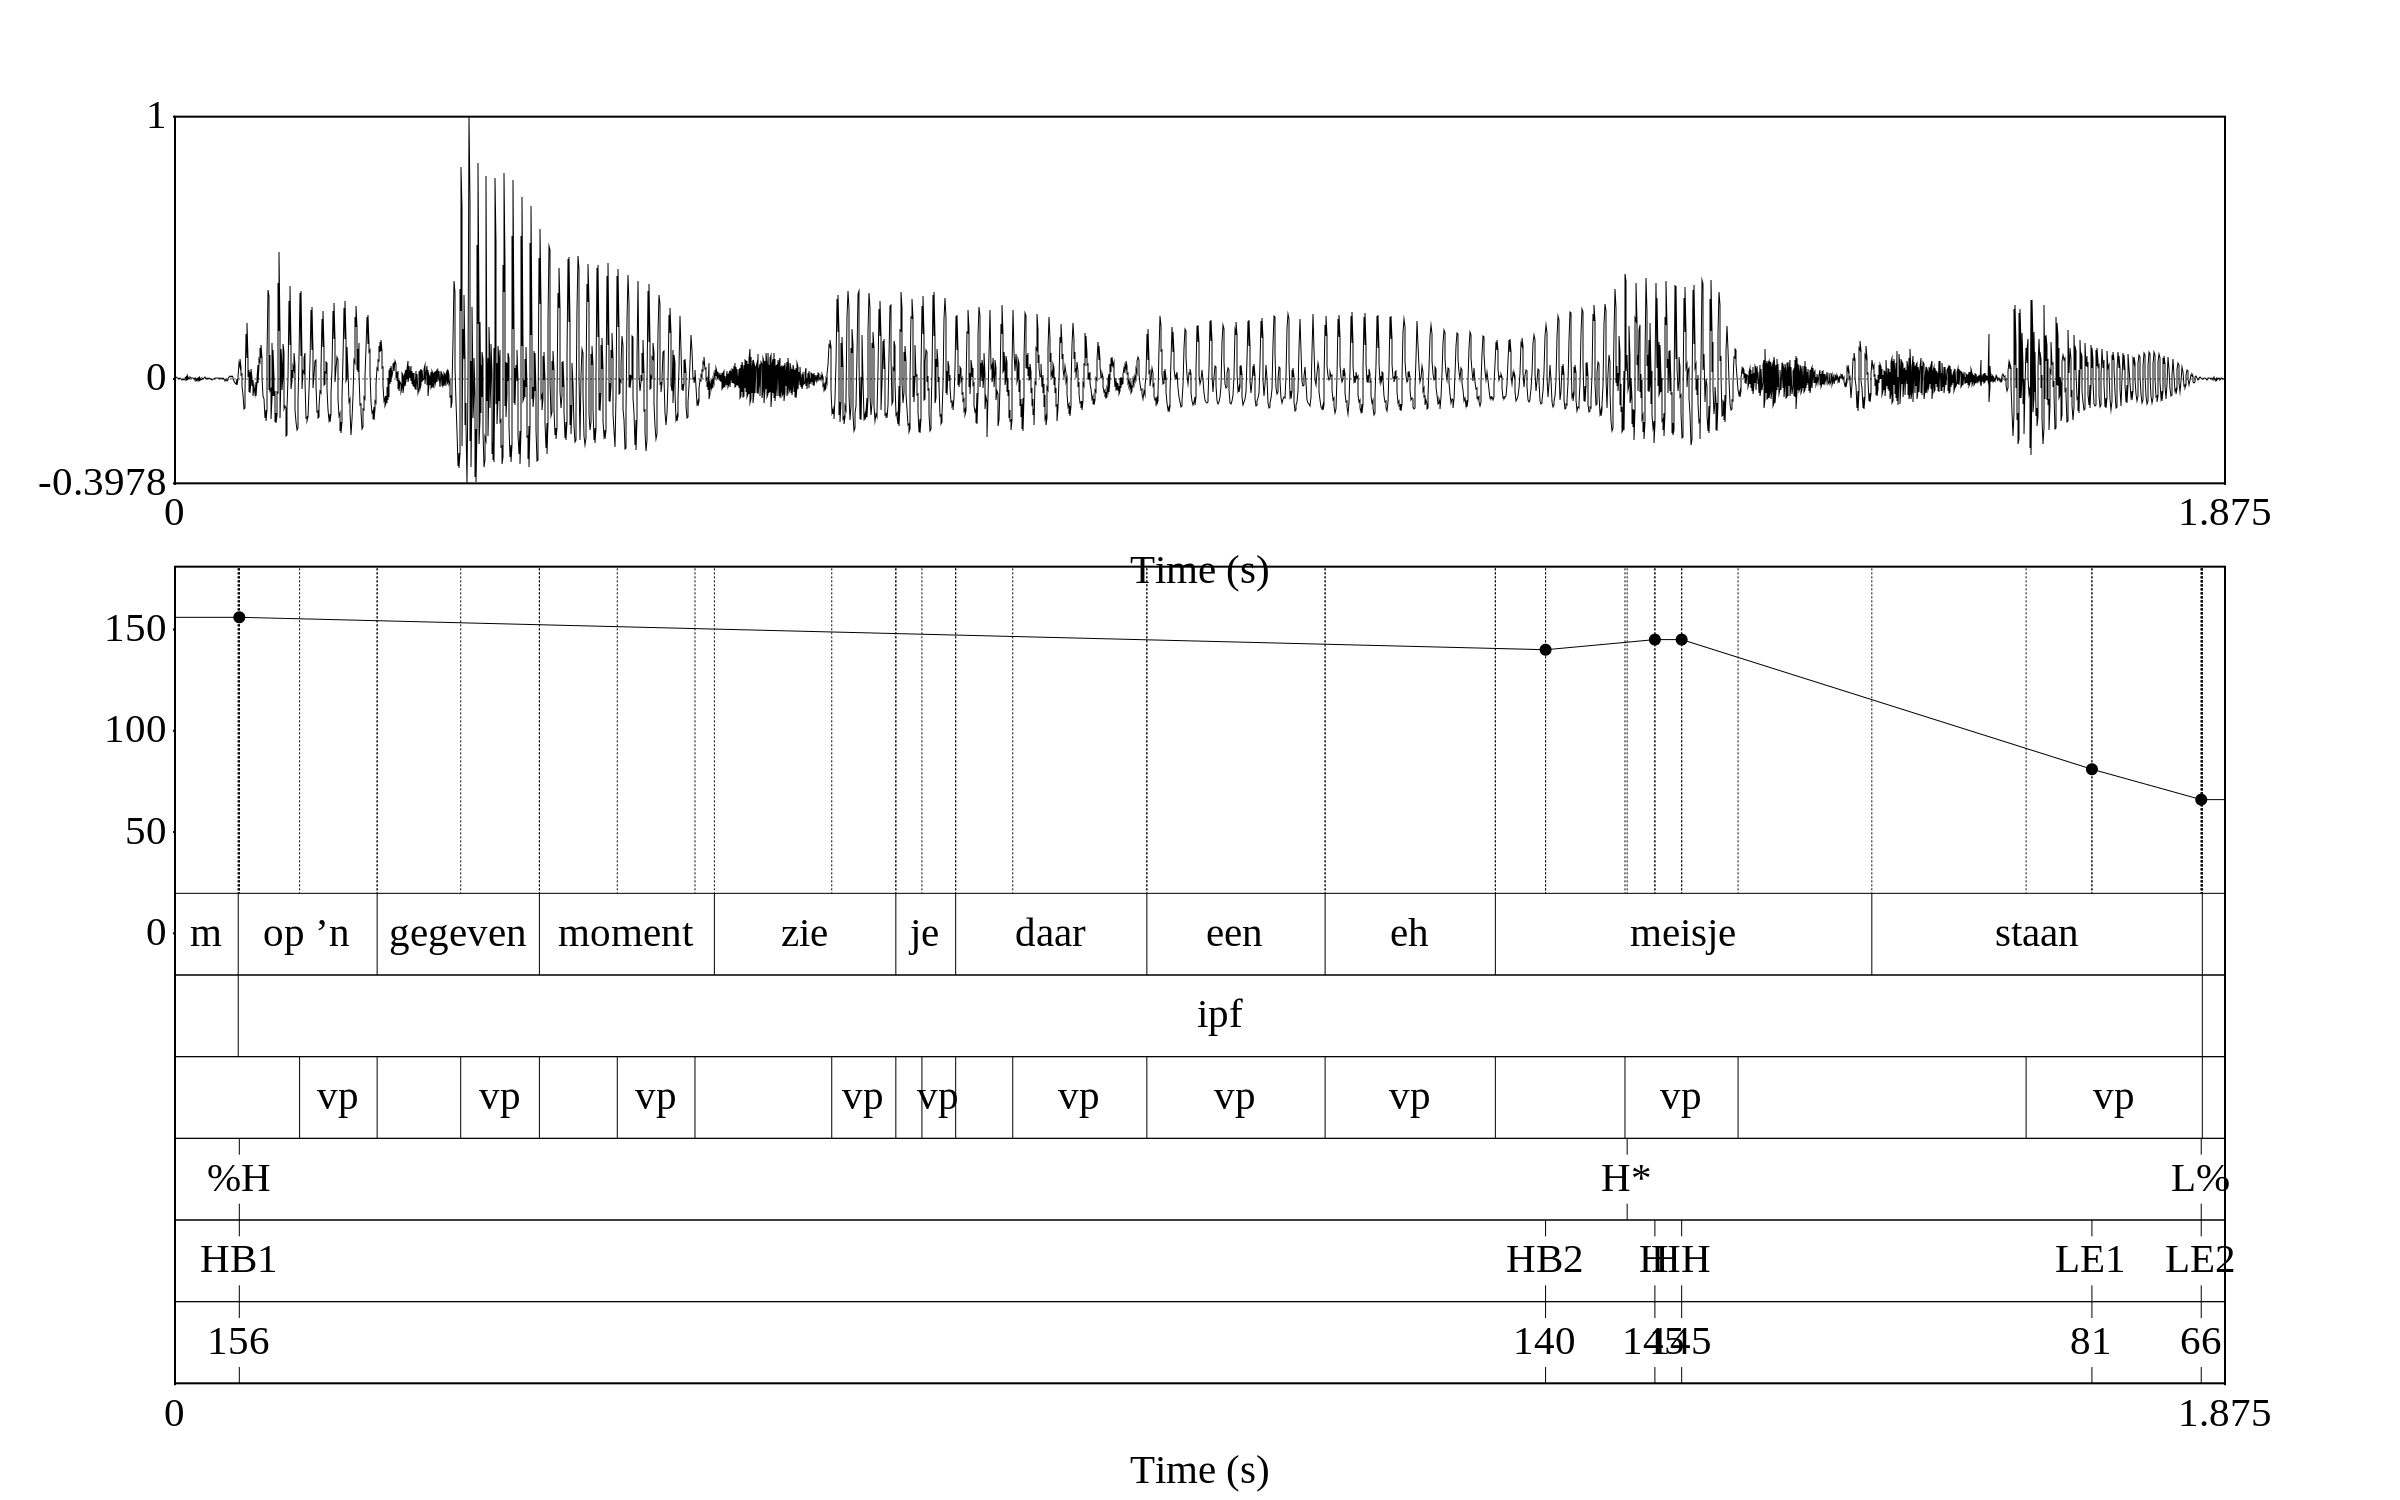 1
0
-0.3978
0 1.875
Time (s)
150
100
50
0 m op ’n gegeven moment zie je daar een eh meisje staan
ipf
vp vp vp vp vp vp vp vp vp vp
%H H* L%
HB1 HB2 H HH LE1 LE2
156 140 145 145 81 66
0 1.875
Time (s)